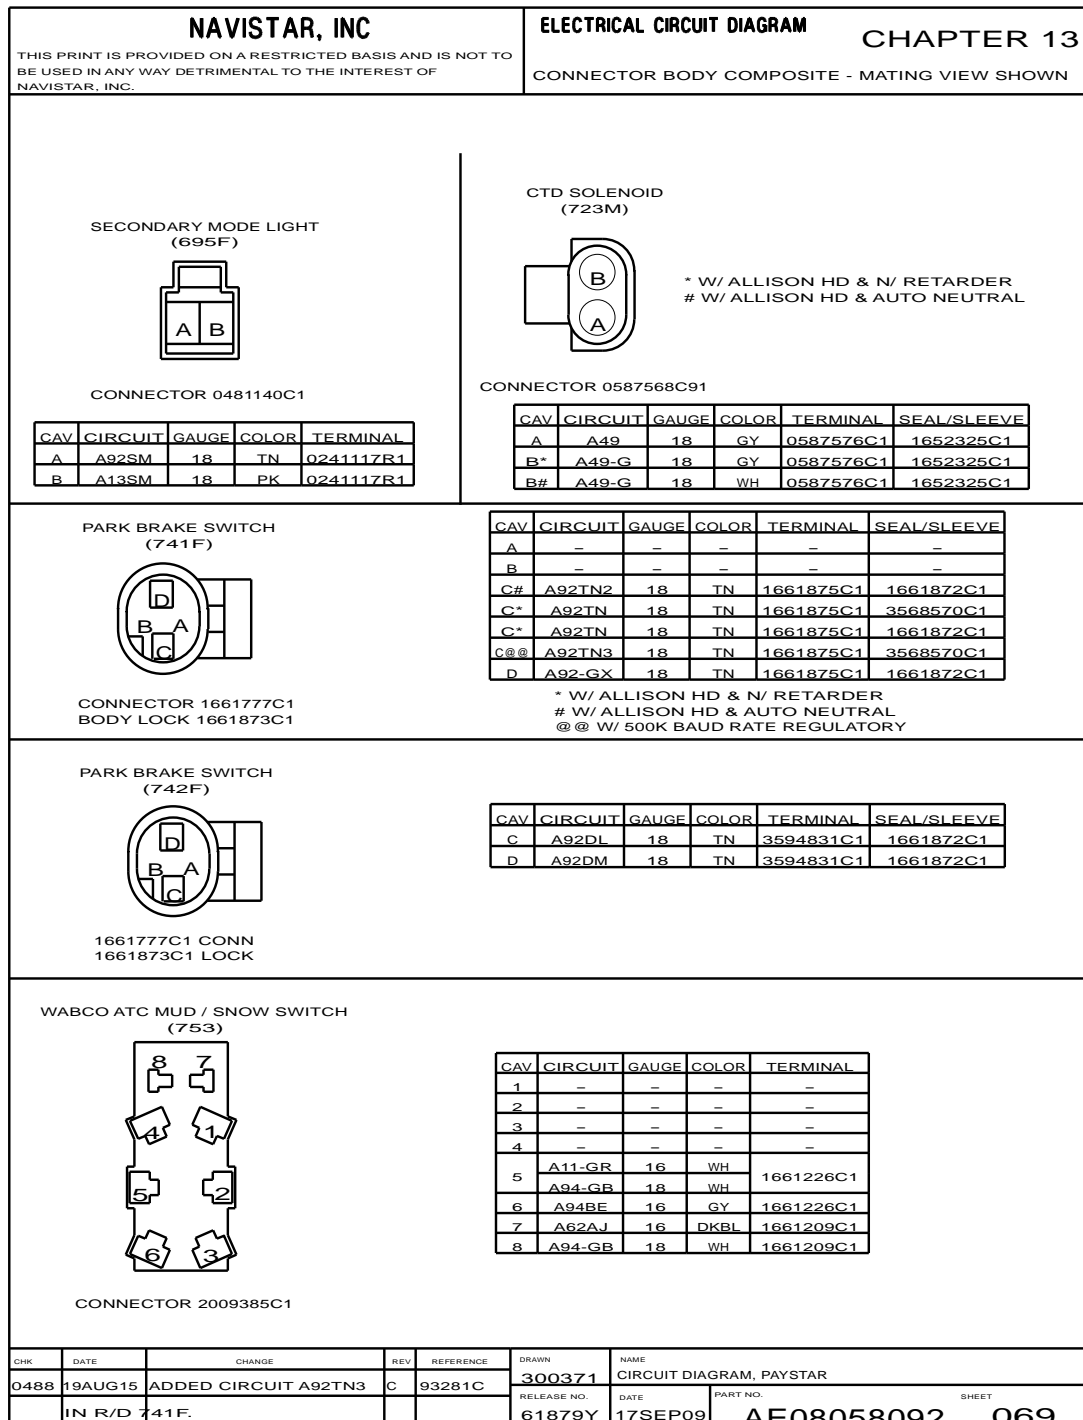 NAVISTAR, INC
THIS PRINT IS PROVIDED ON A RESTRICTED BASIS AND IS NOT TO
BE USED IN ANY WAY DETRIMENTAL TO THE INTEREST OF
NAVISTAR, INC.
ELECTRICAL CIRCUIT DIAGRAM
CHAPTER 13
CONNECTOR BODY COMPOSITE - MATING VIEW SHOWN
SECONDARY MODE LIGHT
(695F)
A B
CONNECTOR 0481140C1
CAV CIRCUIT GAUGE COLOR TERMINAL
A A92SM 18 TN 0241117R1
B A13SM 18 PK 0241117R1
CTD SOLENOID
(723M)
B
A
* W/ ALLISON HD & N/ RETARDER
# W/ ALLISON HD & AUTO NEUTRAL
CONNECTOR 0587568C91
CAV CIRCUIT GAUGE COLOR TERMINAL SEAL/SLEEVE
A A49 18 GY 0587576C1 1652325C1
B* A49-G 18 GY 0587576C1 1652325C1
B# A49-G 18 WH 0587576C1 1652325C1
PARK BRAKE SWITCH
(741F)
D
B A
C
CONNECTOR 1661777C1
BODY LOCK 1661873C1
CAV CIRCUIT GAUGE COLOR TERMINAL SEAL/SLEEVE
A – – – – –
B – – – – –
C# A92TN2 18 TN 1661875C1 1661872C1
C* A92TN 18 TN 1661875C1 3568570C1
C* A92TN 18 TN 1661875C1 1661872C1
C@@ A92TN3 18 TN 1661875C1 3568570C1
D A92-GX 18 TN 1661875C1 1661872C1
* W/ ALLISON HD & N/ RETARDER
# W/ ALLISON HD & AUTO NEUTRAL
@@ W/ 500K BAUD RATE REGULATORY
PARK BRAKE SWITCH
(742F)
D
B A
C
1661777C1 CONN
1661873C1 LOCK
CAV CIRCUIT GAUGE COLOR TERMINAL SEAL/SLEEVE
C A92DL 18 TN 3594831C1 1661872C1
D A92DM 18 TN 3594831C1 1661872C1
WABCO ATC MUD / SNOW SWITCH
(753)
8 7
4 1
5 2
6 3
CONNECTOR 2009385C1
CAV CIRCUIT GAUGE COLOR TERMINAL
1 – – – –
2 – – – –
3 – – – –
4 – – – –
5 A11-GR 16 WH 1661226C1
A94-GB 18 WH
6 A94BE 16 GY 1661226C1
7 A62AJ 16 DKBL 1661209C1
8 A94-GB 18 WH 1661209C1
CHK DATE CHANGE REV REFERENCE
0488 19AUG15 ADDED CIRCUIT A92TN3 C 93281C
IN R/D 741F.
DRAWN
300371
NAME
CIRCUIT DIAGRAM, PAYSTAR
RELEASE NO.
61879Y
DATE
17SEP09
PART NO.
AE08058092
SHEET
069